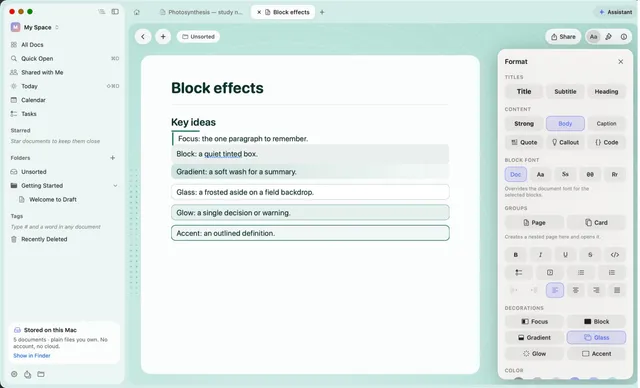 My Space
Photosynthesis — study n...
Block effects
Assistant
All Docs
Quick Open
Shared with Me
Today
Calendar
Tasks
Starred
Star documents to keep them close
Folders
Unsorted
Getting Started
Welcome to Draft
Tags
Type # and a word in any document
Recently Deleted
Stored on this Mac
5 documents · plain files you own. No
account, no cloud.
Show in Finder
Unsorted
Share
Aa
Block effects
Key ideas
Focus: the one paragraph to remember.
Block: a quiet tinted box.
Gradient: a soft wash for a summary.
Glass: a frosted aside on a field backdrop.
Glow: a single decision or warning.
Accent: an outlined definition.
Format
TITLES
Title Subtitle Heading
CONTENT
Strong Body Caption
Quote Callout Code
BLOCK FONT
Doc Aa Ss 00 Rr
Overrides the document font for the
selected blocks.
GROUPS
Page Card
Creates a nested page here and opens it.
B I U S </>
DECORATIONS
Focus Block
Gradient Glass
Glow Accent
COLOR